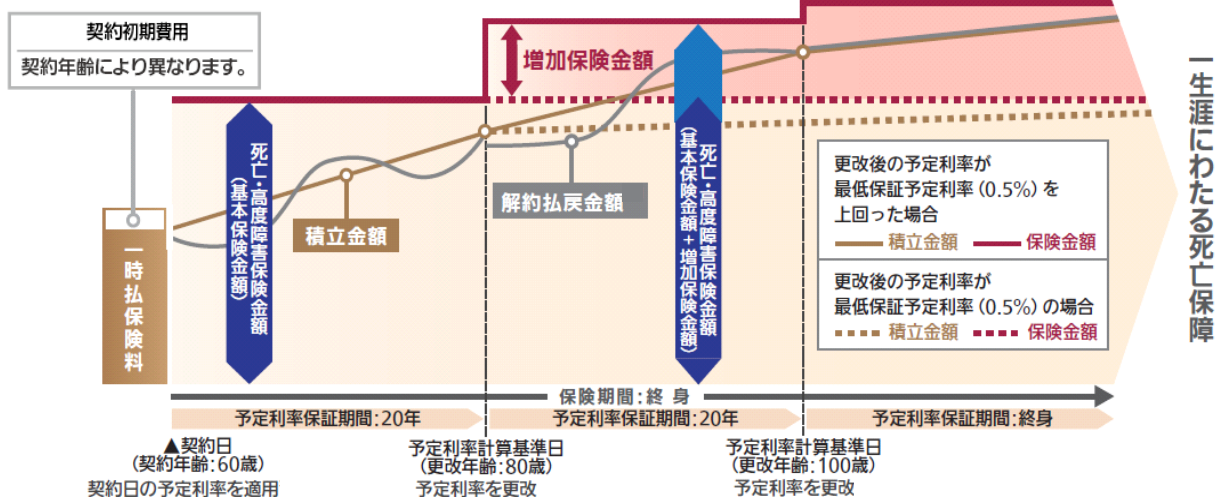 契約初期費用
契約年齢により異なります。
増加保険金額
死亡・高度障害保険金額
(基本保険金額)
積立金額
解約払戻金額
死亡・高度障害保険金額
(基本保険金額+増加保険金額)
一時払保険料
更改後の予定利率が
最低保証予定利率(0.5%)を
上回った場合
積立金額 保険金額
更改後の予定利率が
最低保証予定利率(0.5%)の場合
積立金額 保険金額
一生涯にわたる死亡保障
保険期間:終身
予定利率保証期間:20年 予定利率保証期間:20年 予定利率保証期間:終身
▲契約日
(契約年齢:60歳)
契約日の予定利率を適用
予定利率計算基準日
(更改年齢:80歳)
予定利率を更改
予定利率計算基準日
(更改年齢:100歳)
予定利率を更改